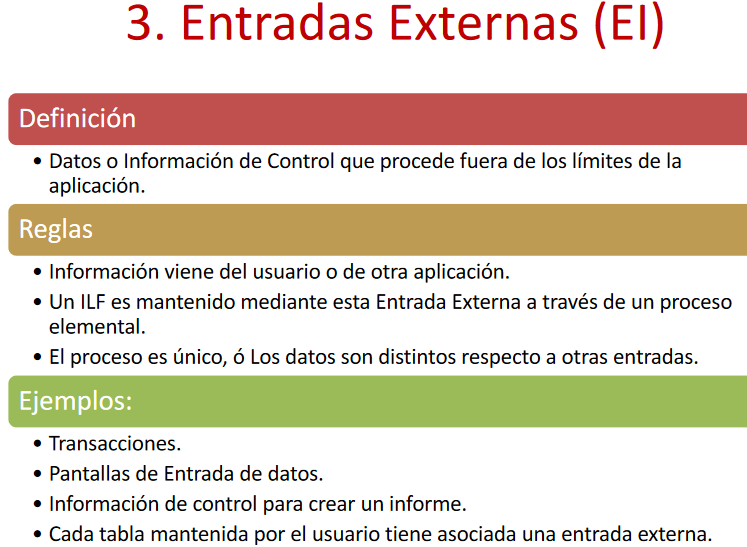 3. Entradas Externas (EI)
Definición
• Datos o Información de Control que procede fuera de los límites de la
aplicación.
Reglas
• Información viene del usuario o de otra aplicación.
• Un ILF es mantenido mediante esta Entrada Externa a través de un proceso
elemental.
• El proceso es único, ó Los datos son distintos respecto a otras entradas.
Ejemplos:
• Transacciones.
• Pantallas de Entrada de datos.
• Información de control para crear un informe.
• Cada tabla mantenida por el usuario tiene asociada una entrada externa.